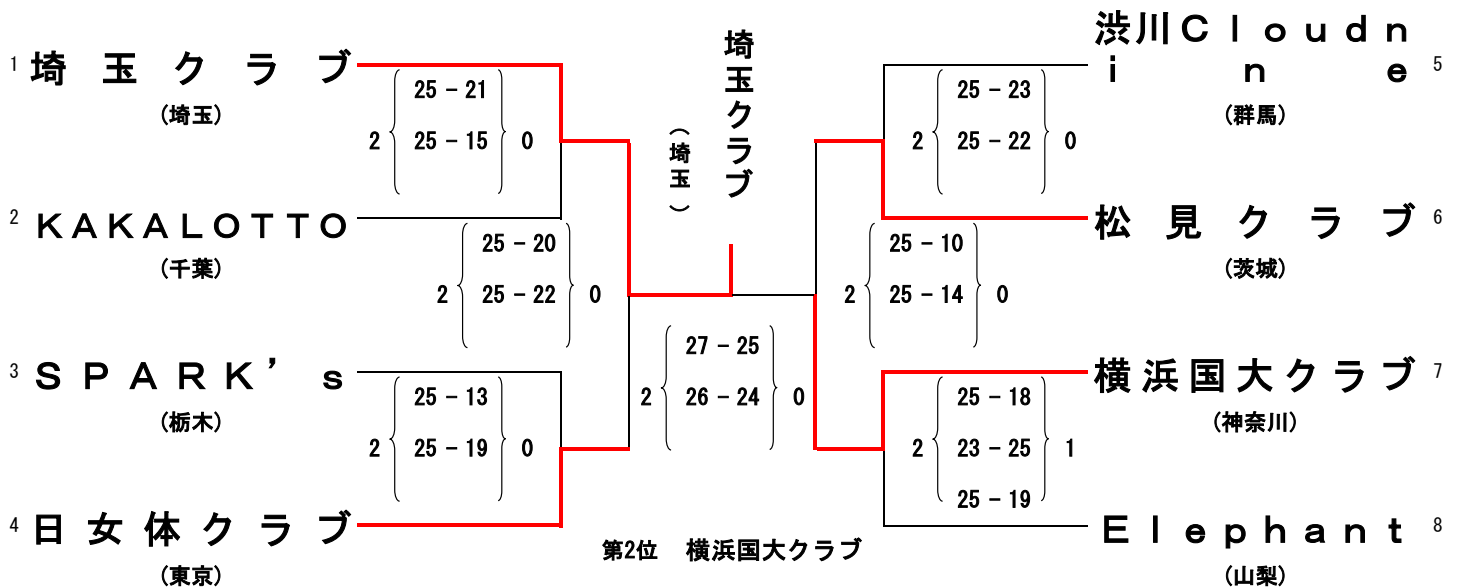 1 埼玉クラブ
(埼玉)
25－21
2 25－15 0
2 KAKALOTTO
(千葉)
25－20
2 25－22 0
3 SPARK’s
(栃木)
25－13
2 25－19 0
4 日女体クラブ
(東京)
埼玉クラブ
(埼玉)
27－25
2 26－24 0
第2位 横浜国大クラブ
渋川Cloudn
ine 5
(群馬)
25－23
2 25－22 0
松見クラブ 6
(茨城)
25－10
2 25－14 0
横浜国大クラブ 7
(神奈川)
25－18
2 23－25 1
25－19
Elephant 8
(山梨)